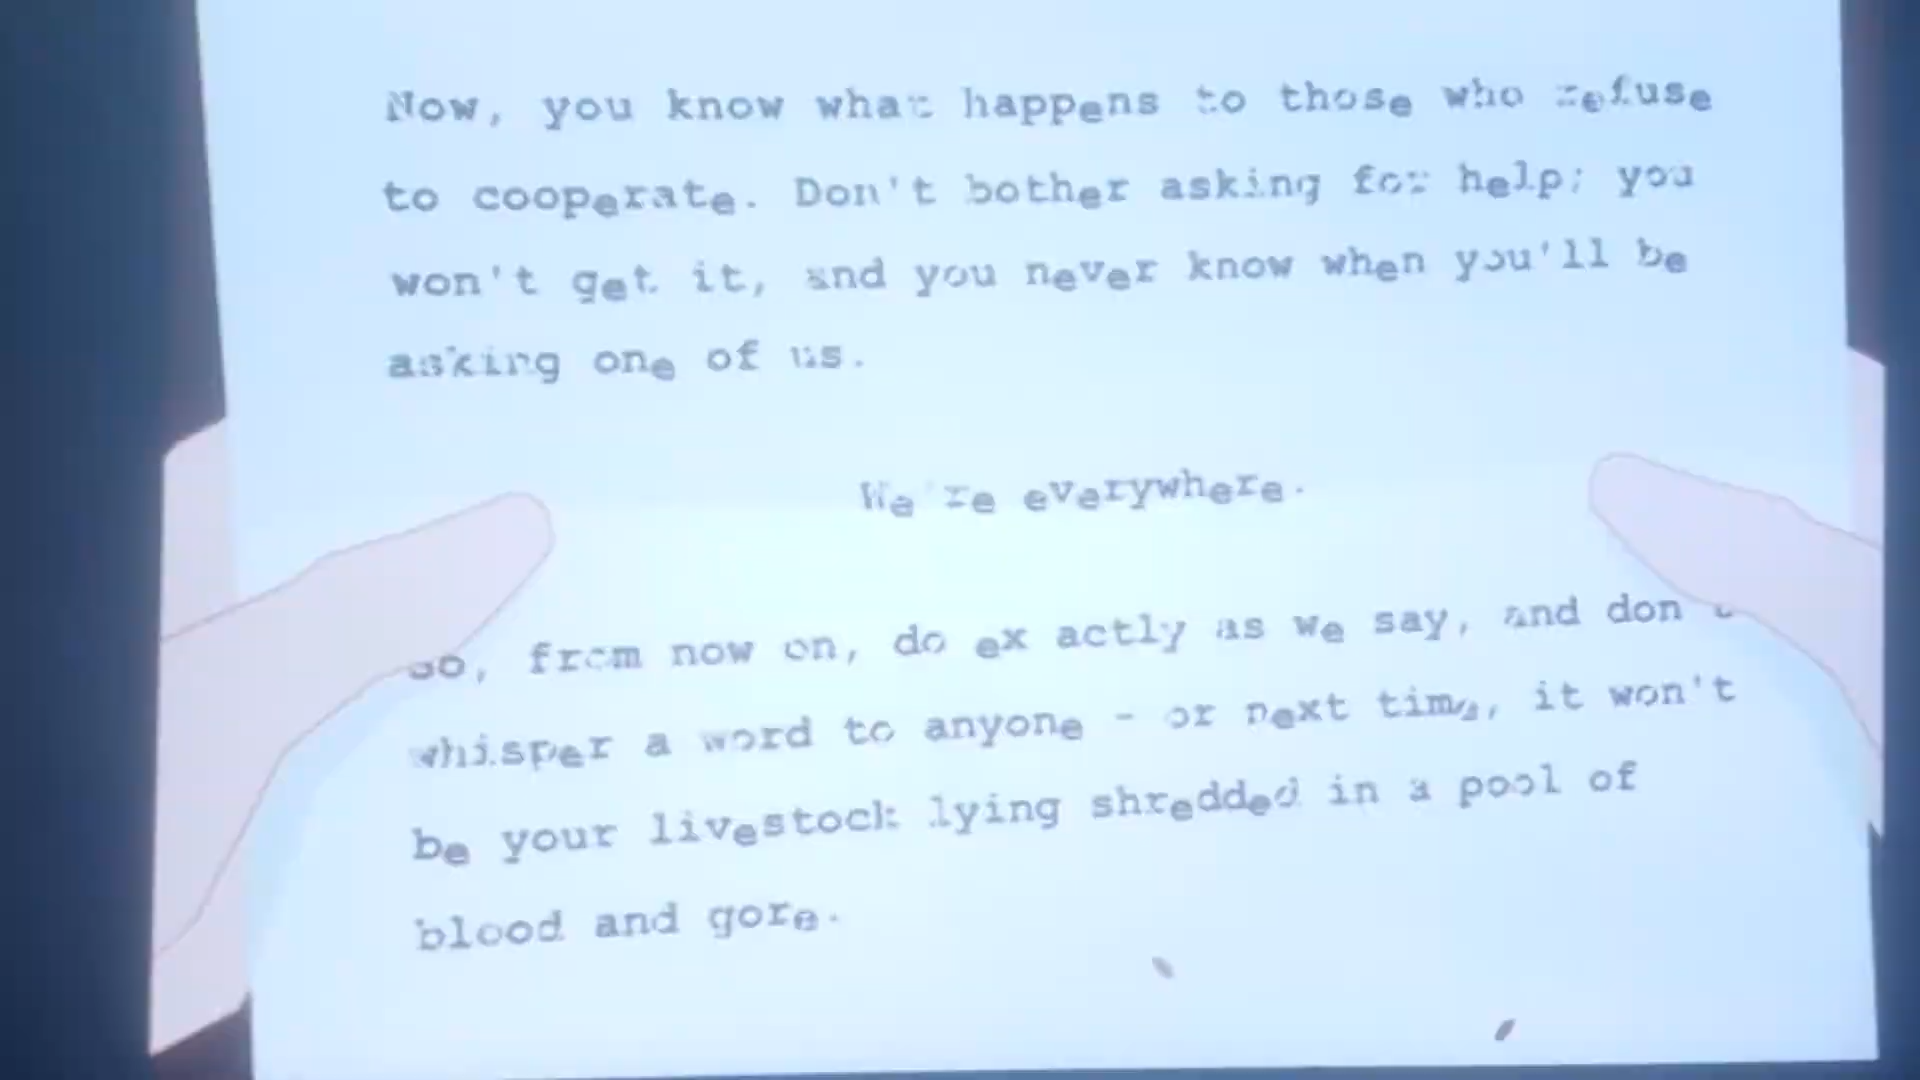 Now, you know what happens to those who refuse
to cooperate. Don't bother asking for help; you
won't get it, and you never know when you'll be
asking one of us.
We're everywhere.
So, from now on, do ex actly as we say, and don't
whisper a word to anyone - or next time, it won't
be your livestock lying shredded in a pool of
blood and gore.